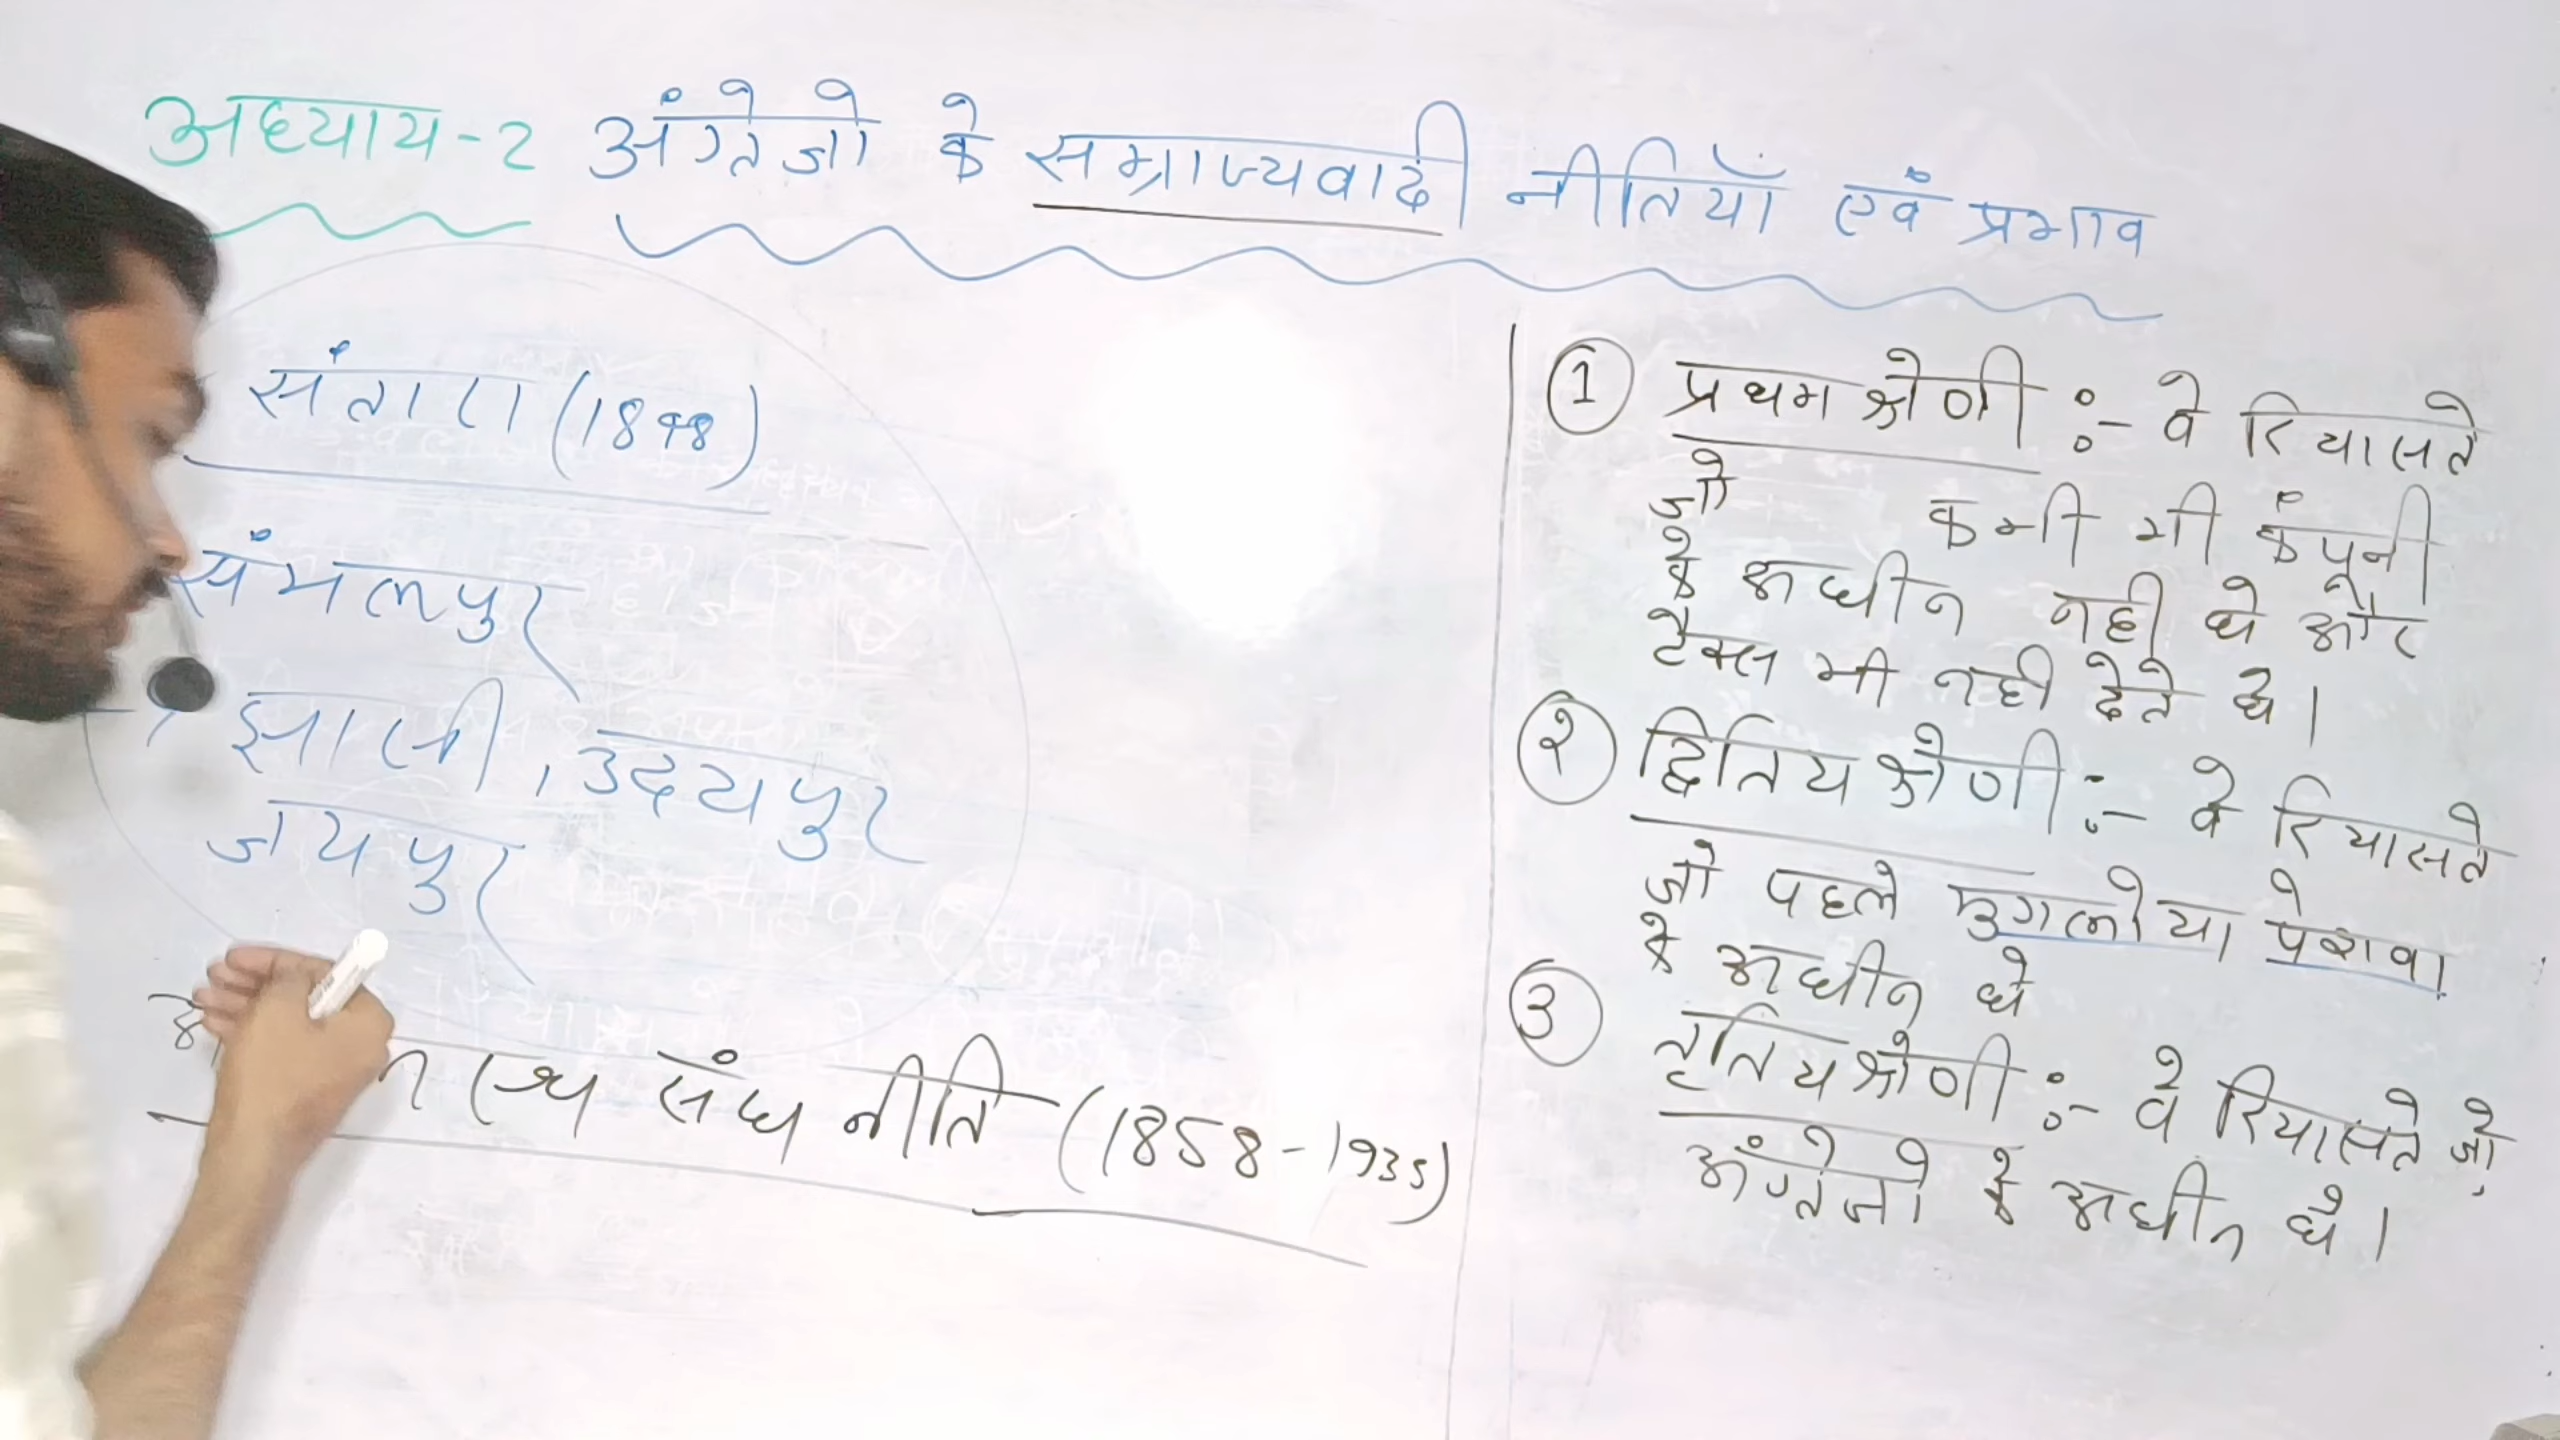 अध्याय-2 अंग्रेजो के सम्राज्यवादी नीतियाँ एवं प्रभाव
संतारा (1848)
संभलपुर
→ झाासी, उदयपुर
जयपुर
संघ नीति (1858-1935)
① प्रथम श्रेणी :- वे रियासते
जो कभी भी कंपनी
के अधीन नही थे और
टैक्स भी नही देते थे।
② द्वितिय श्रेणी :- वे रियासते
जो पहले मुगलो या पेशवा
के अधीन थे
③ तृतिय श्रेणी :- वे रियासते जो
अंग्रेजो के अधीन थे।